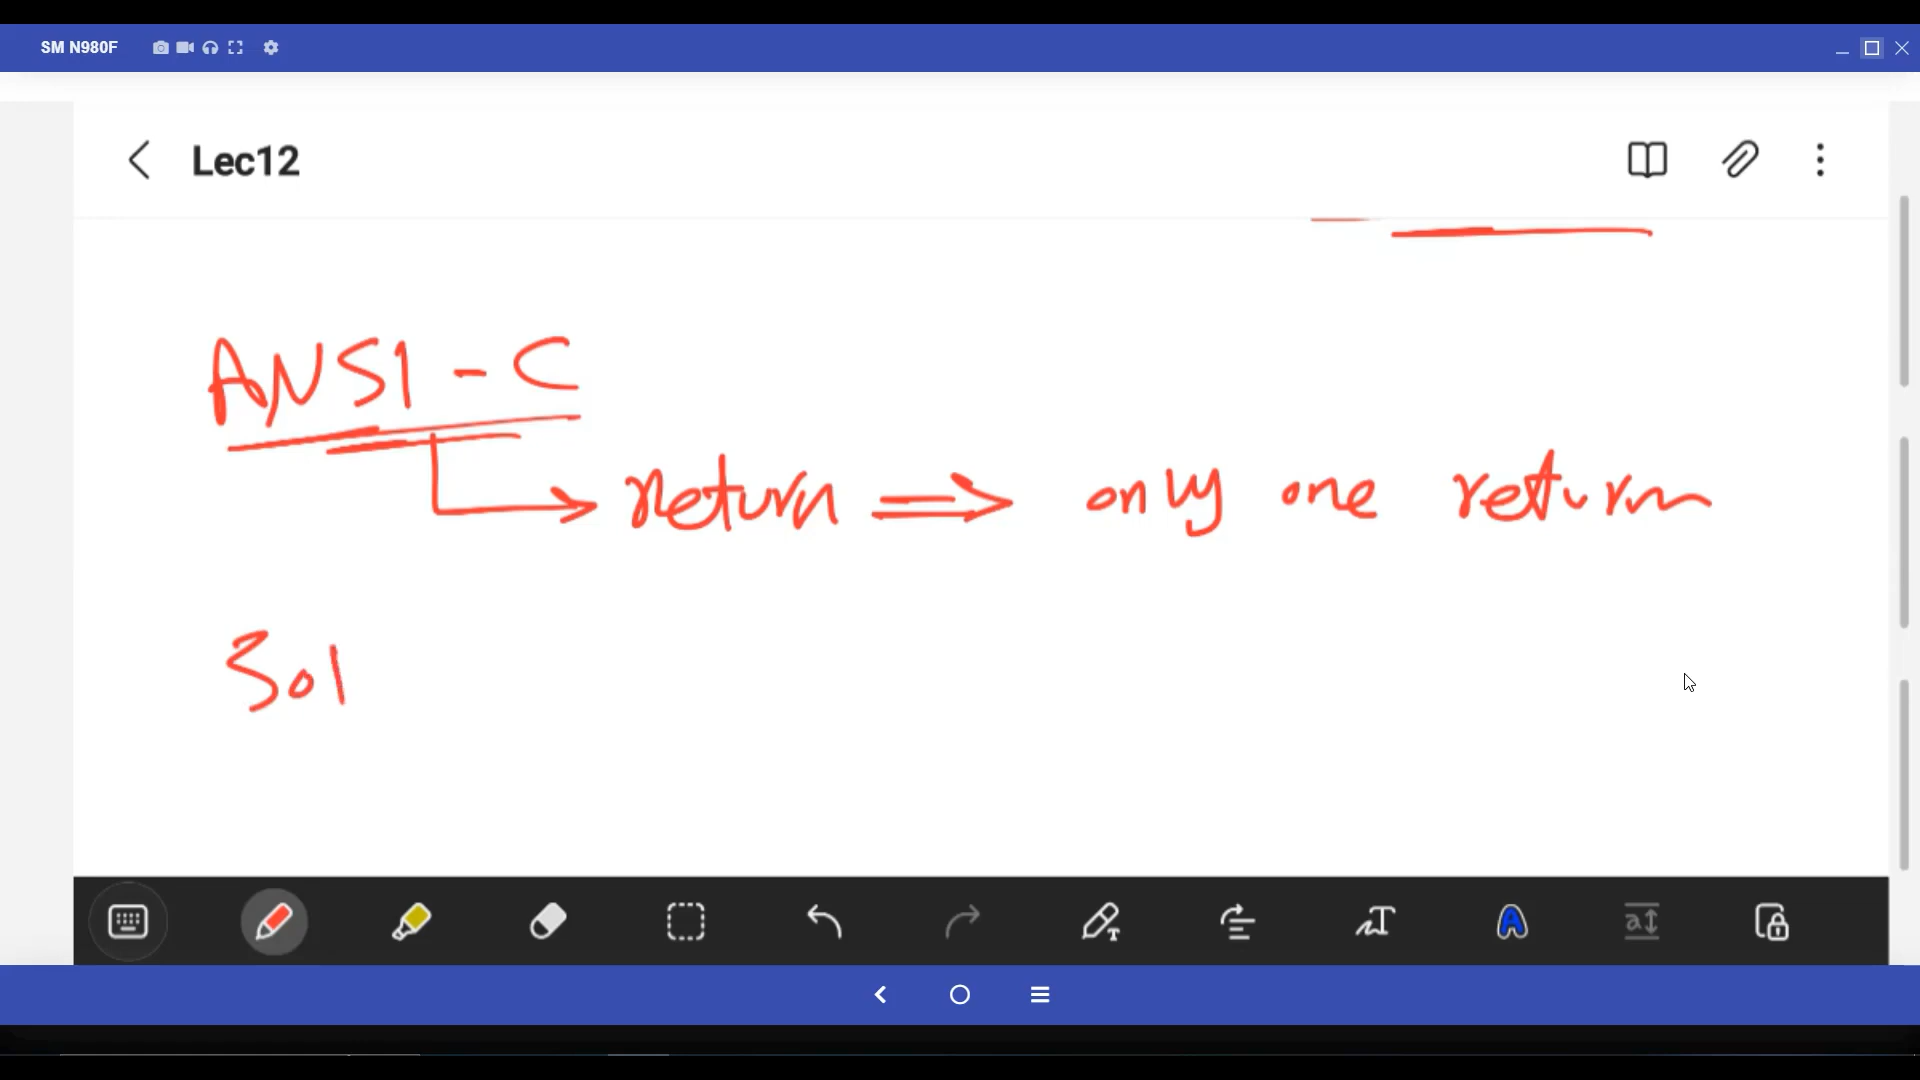 SM N980F
Lec12
ANSI - C
return ⇒ only one return
Sol